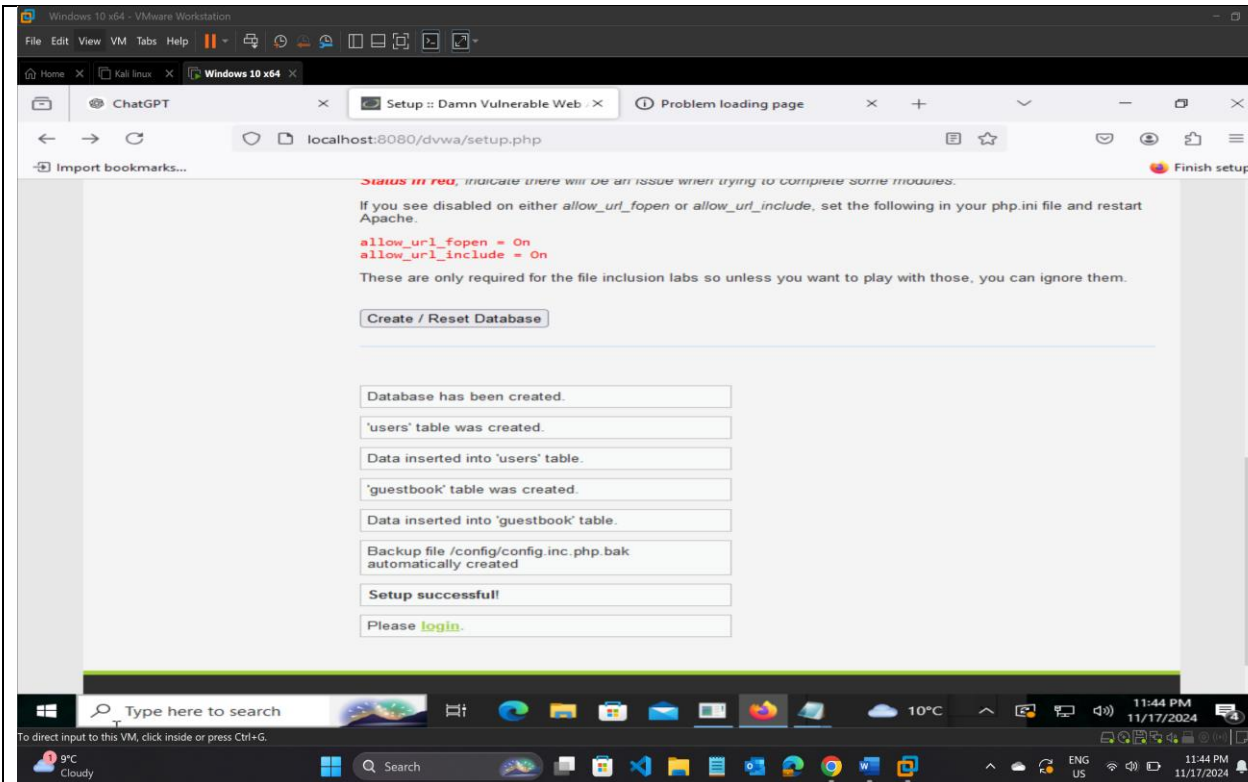 Windows 10 x64 - VMware Workstation
File Edit View VM Tabs Help
Home Kali linux Windows 10 x64
ChatGPT Setup :: Damn Vulnerable Web Problem loading page
localhost:8080/dvwa/setup.php
Import bookmarks... Finish setup
Status in red, indicate there will be an issue when trying to complete some modules.
If you see disabled on either allow_url_fopen or allow_url_include, set the following in your php.ini file and restart
Apache.
allow_url_fopen = On
allow_url_include = On
These are only required for the file inclusion labs so unless you want to play with those, you can ignore them.
Create / Reset Database
Database has been created.
'users' table was created.
Data inserted into 'users' table.
'guestbook' table was created.
Data inserted into 'guestbook' table.
Backup file /config/config.inc.php.bak
automatically created
Setup successful!
Please login.
Type here to search 10°C 11:44 PM
11/17/2024 4
To direct input to this VM, click inside or press Ctrl+G.
1 9°C
Cloudy
Search ENG
US
11:44 PM
11/17/2024